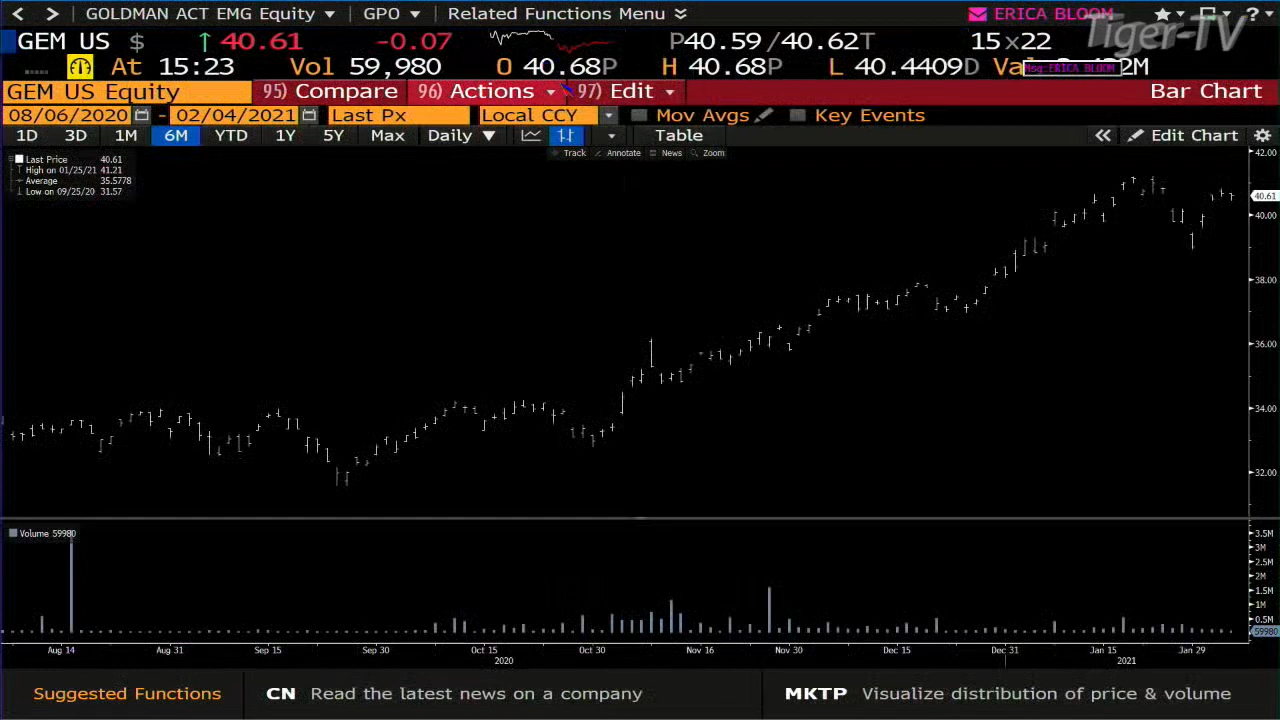 GOLDMAN ACT EMG Equity GPO Related Functions Menu ERICA BLOOM ?
Tiger-TV
GEM US $ ↑ 40.61 -0.07 P40.59/40.62T 15x22
At 15:23 Vol 59,980 O 40.68P H 40.68P L 40.4409D
Msg:ERICA BLOOM
GEM US Equity 95) Compare 96) Actions 97) Edit Bar Chart
08/06/2020 - 02/04/2021 Last Px Local CCY Mov Avgs Key Events
1D 3D 1M 6M YTD 1Y 5Y Max Daily ▼ Table « Edit Chart
Track Annotate News Zoom
Last Price 40.61
High on 01/25/21 41.21
Average 35.5778
Low on 09/25/20 31.57
42.00
40.61
40.00
38.00
36.00
34.00
32.00
Volume 59980
3.5M
3M
2.5M
2M
1.5M
1M
0.5M
59980
Aug 14 Aug 31 Sep 15 Sep 30 Oct 15 Oct 30 Nov 16 Nov 30 Dec 15 Dec 31 Jan 15 Jan 29
2020 2021
Suggested Functions CN Read the latest news on a company MKTP Visualize distribution of price & volume